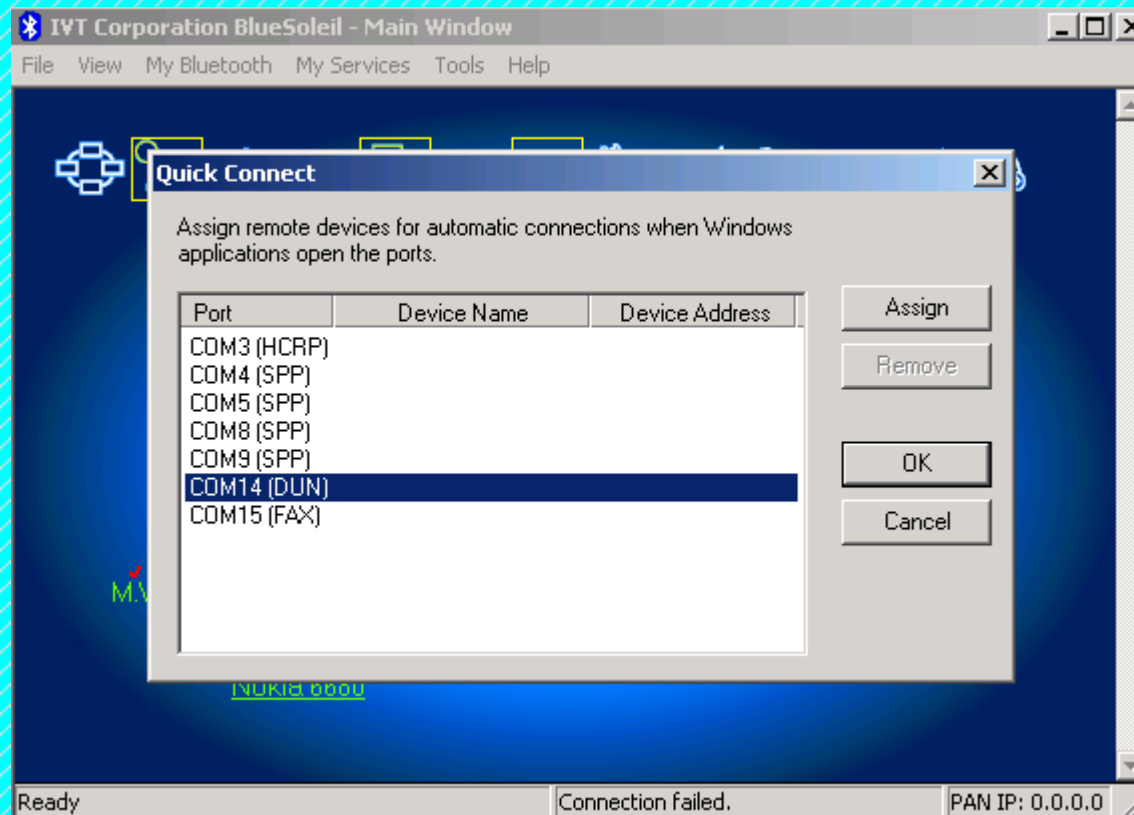 IVT Corporation BlueSoleil - Main Window
File View My Bluetooth My Services Tools Help
Quick Connect
Assign remote devices for automatic connections when Windows
applications open the ports.
Port Device Name Device Address
Assign
COM3 (HCRP)
COM4 (SPP)
Remove
COM5 (SPP)
COM8 (SPP)
COM9 (SPP)
OK
COM14 (DUN)
COM15 (FAX)
Cancel
Nokia 6680
Ready Connection failed. PAN IP: 0.0.0.0